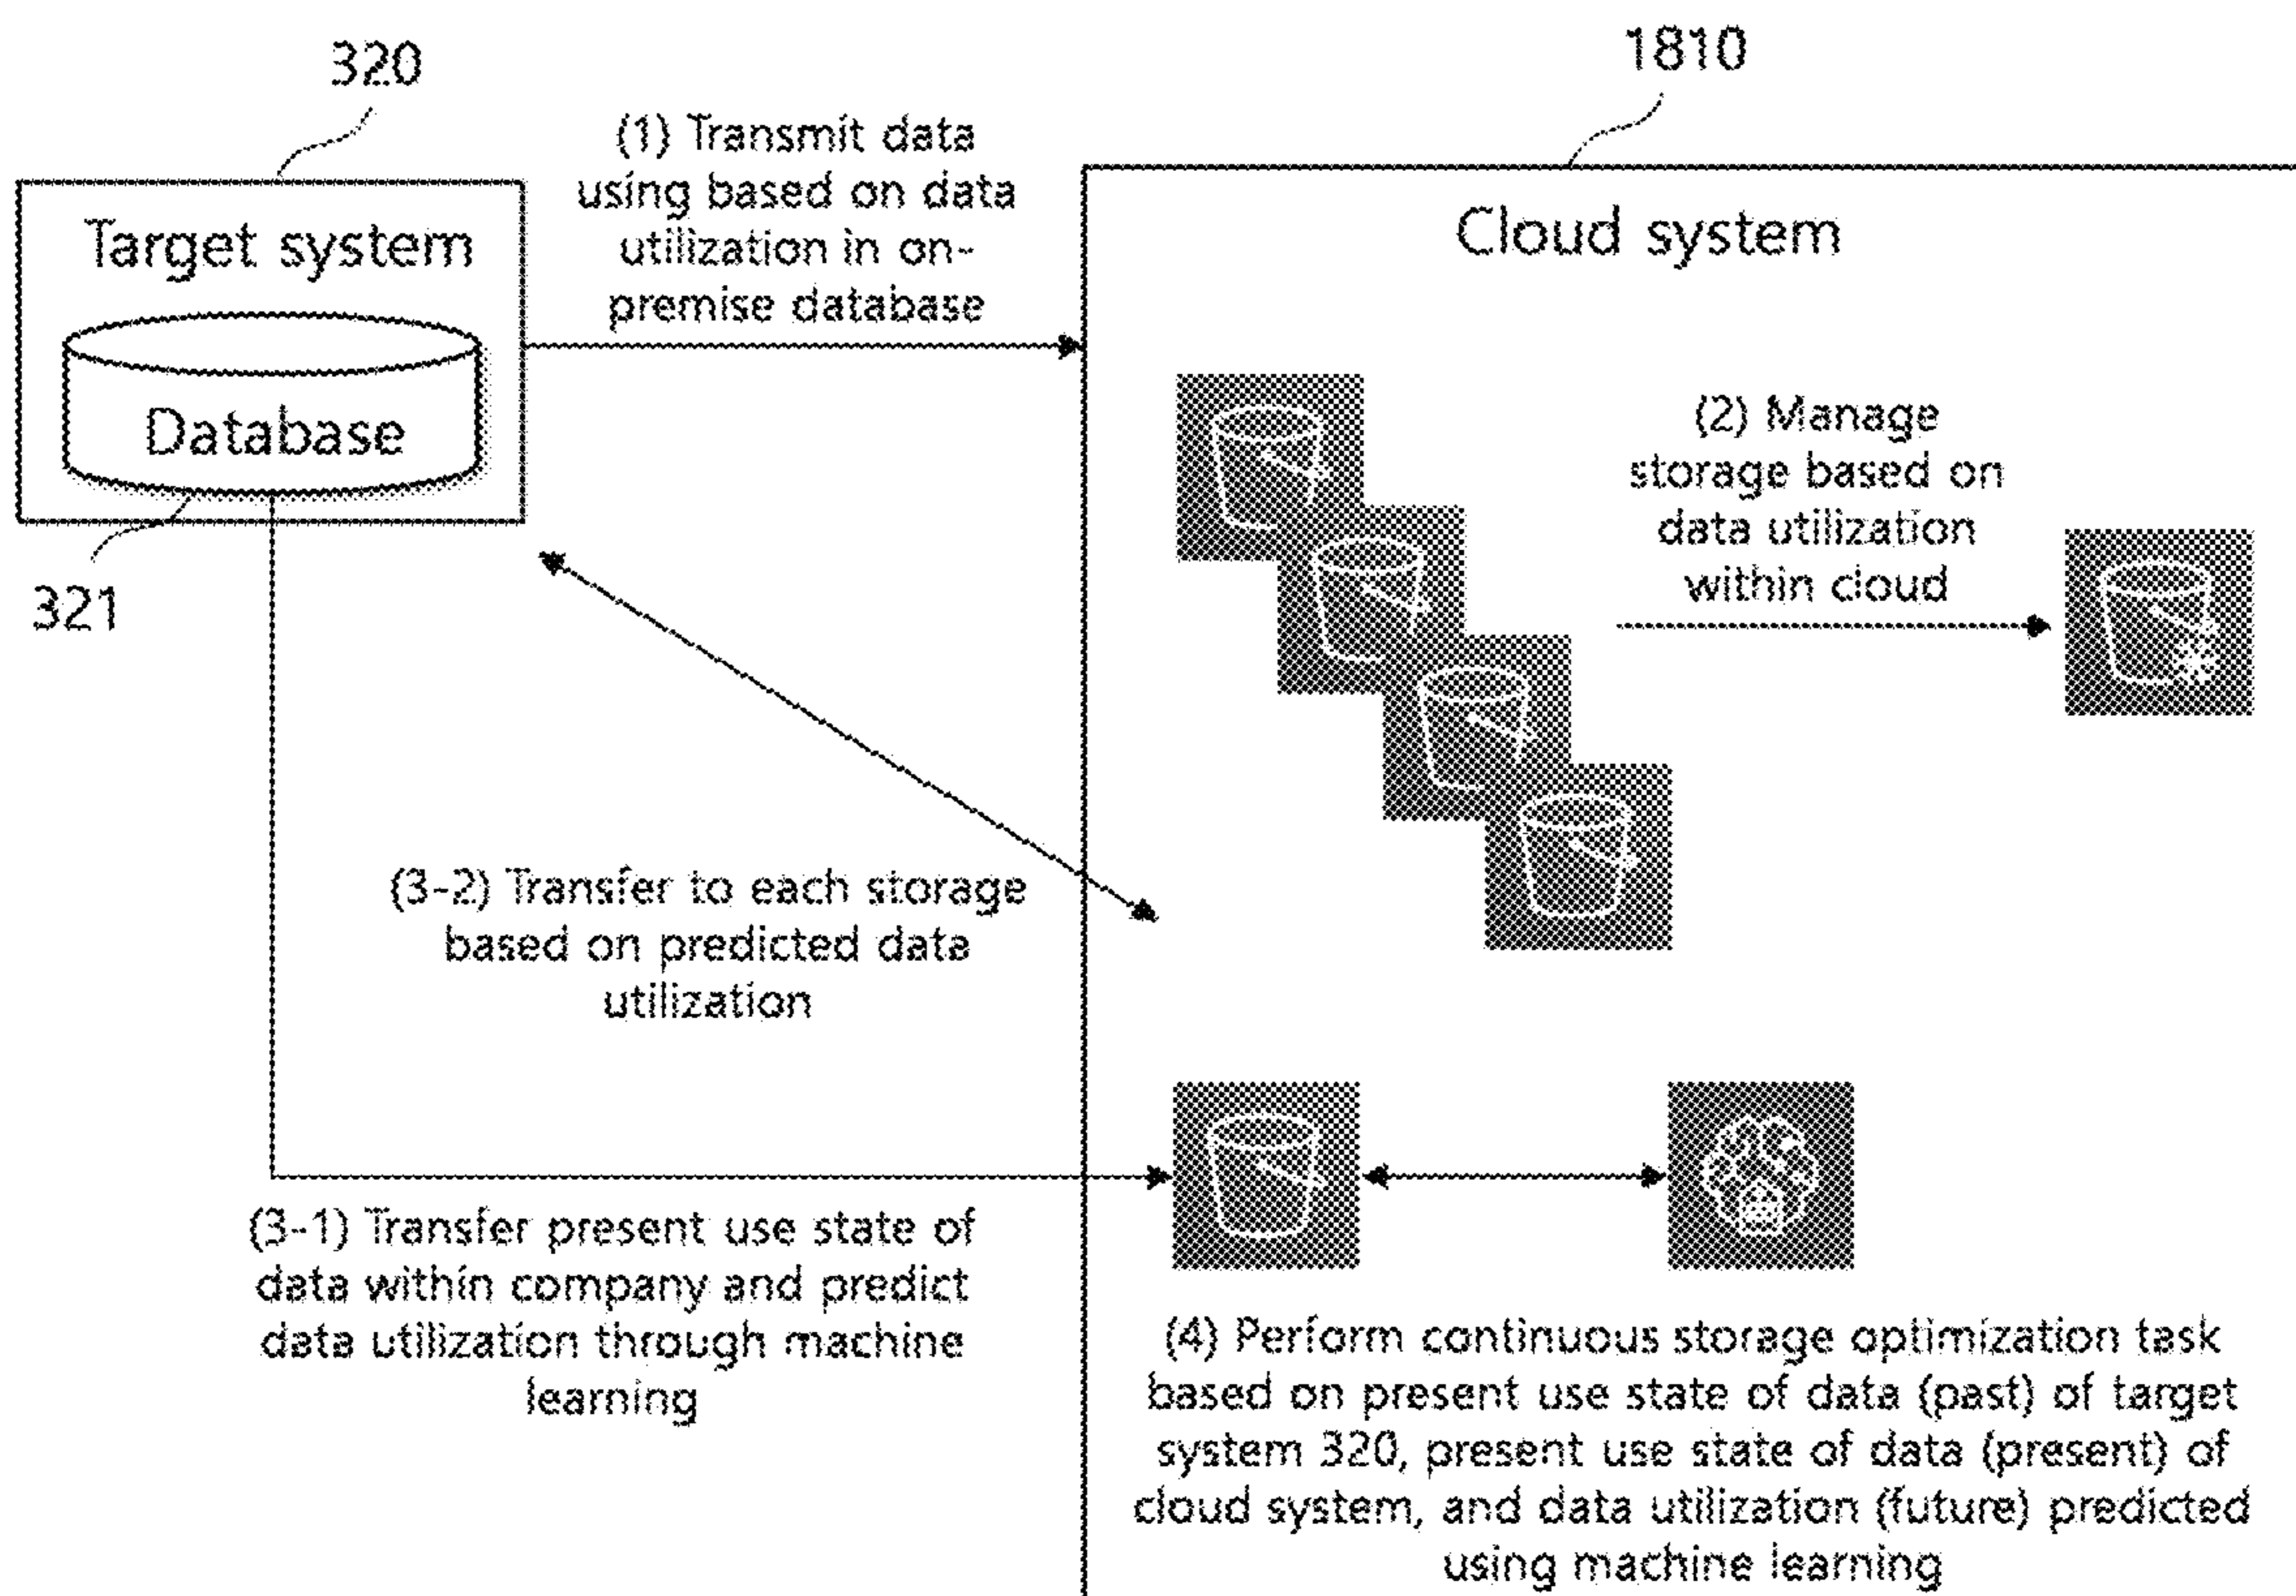 320
1810
(1) Transmit data
using based on data
utilization in on-
premise database
Target system
Database
321
Cloud system
(2) Manage
storage based on
data utilization
within cloud
(3-2) Transfer to each storage
based on predicted data
utilization
(3-1) Transfer present use state of
data within company and predict
data utilization through machine
learning
(4) Perform continuous storage optimization task
based on present use state of data (past) of target
system 320, present use state of data (present) of
cloud system, and data utilization (future) predicted
using machine learning